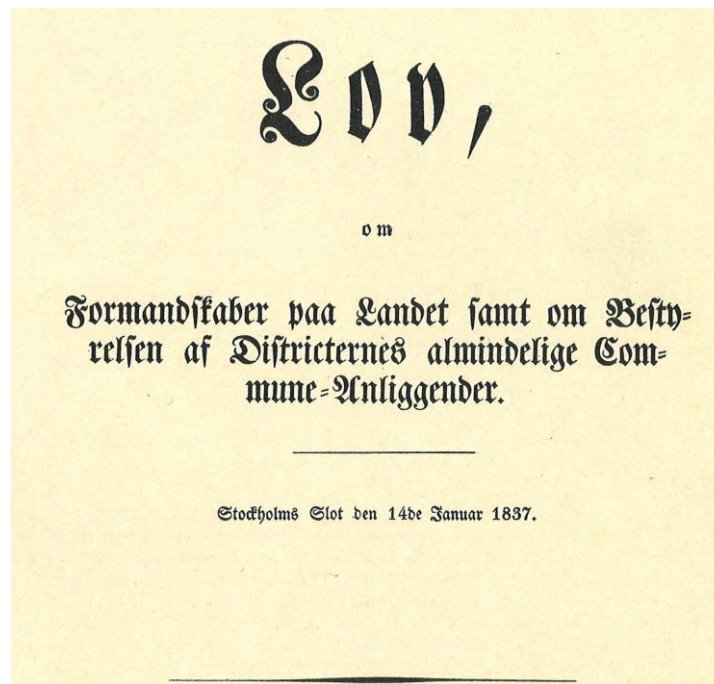 Lov,
om
Formandſkaber paa Landet ſamt om Beſty-
relſen af Diſtricternes almindelige Com-
mune-Anliggender.
Stockholms Slot den 14de Januar 1837.